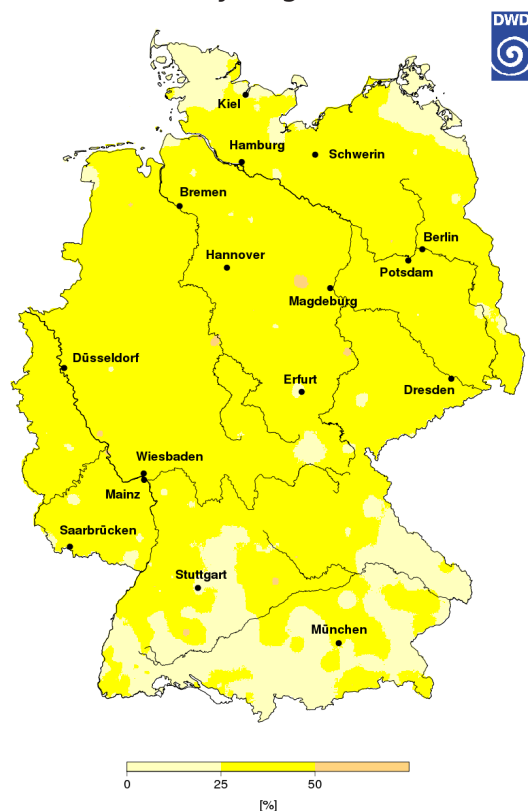 DWD
Kiel
Hamburg
Schwerin
Bremen
Berlin
Hannover
Potsdam
Magdeburg
Düsseldorf
Erfurt
Dresden
Wiesbaden
Mainz
Saarbrücken
Stuttgart
München
0 25 50
[%]